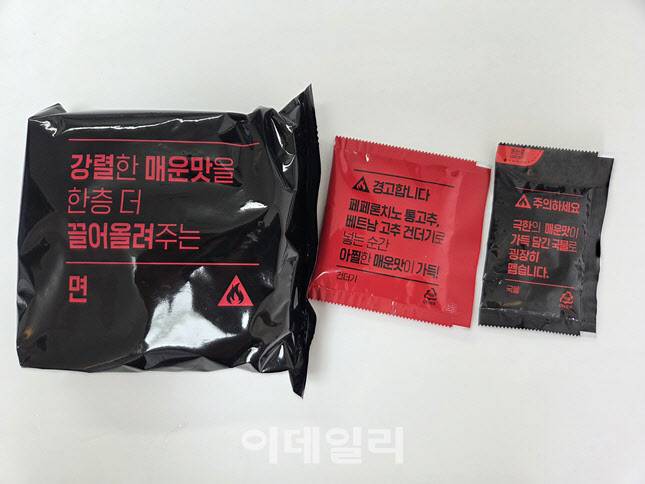 강렬한 매운맛을
한층 더
끌어올려주는
면
경고합니다
페페론치노 통고추,
베트남 고추 건더기로
넣는 순간
아찔한 매운맛이 가득!
건더기
주의하세요
극한의 매운맛이
가득 담긴 국물로
굉장히
맵습니다.
국물
이데일리